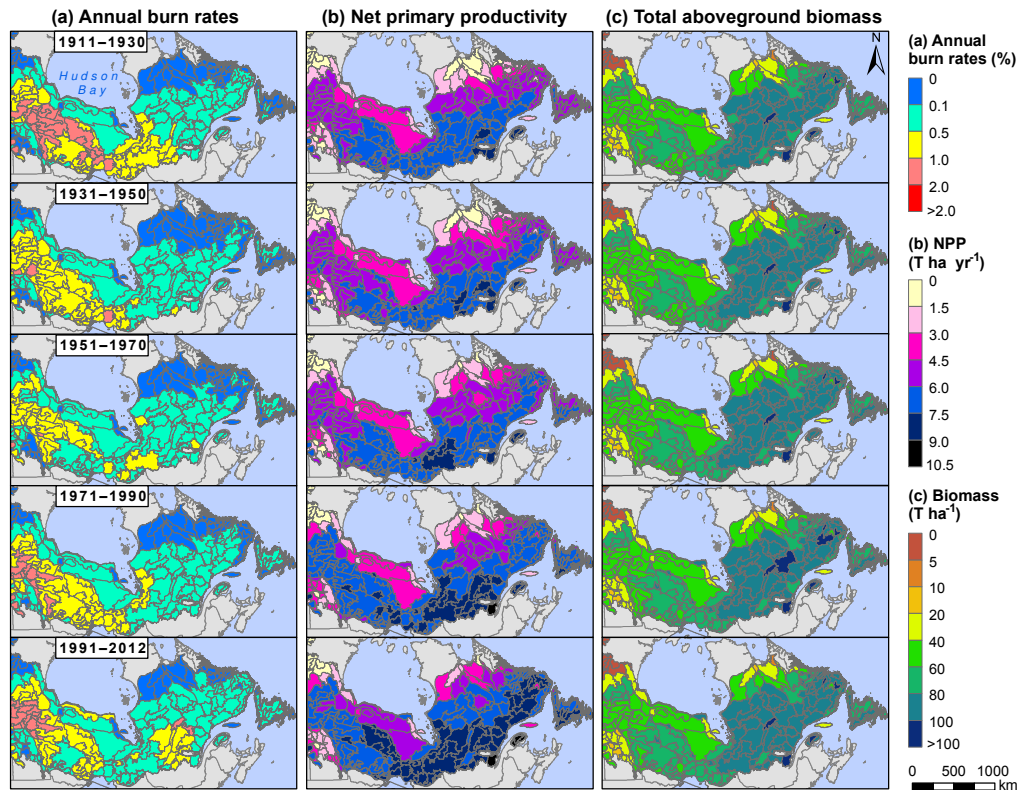 (a) Annual burn rates
(b) Net primary productivity
(c) Total aboveground biomass
1911–1930
Hudson
Bay
N
1931–1950
1951–1970
1971–1990
1991–2012
(a) Annual
burn rates (%)
0
0.1
0.5
1.0
2.0
>2.0
(b) NPP
(T ha yr⁻¹)
0
1.5
3.0
4.5
6.0
7.5
9.0
10.5
(c) Biomass
(T ha⁻¹)
0
5
10
20
40
60
80
100
>100
0 500 1000
km